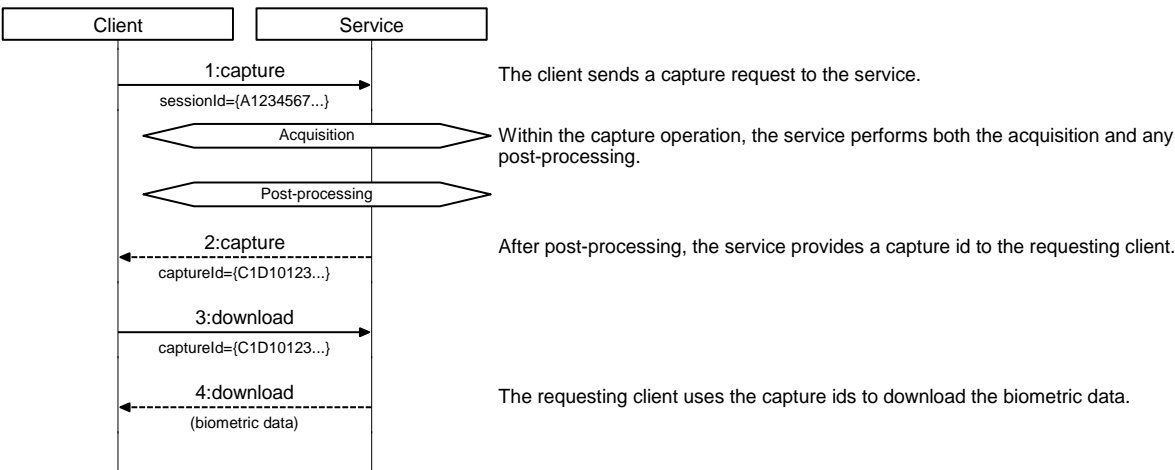 Client
Service
1:capture
The client sends a capture request to the service.
sessionId={A1234567...}
Acquisition
Within the capture operation, the service performs both the acquisition and any
post-processing.
Post-processing
2:capture
After post-processing, the service provides a capture id to the requesting client.
captureId={C1D10123...}
3:download
captureId={C1D10123...}
4:download
The requesting client uses the capture ids to download the biometric data.
(biometric data)